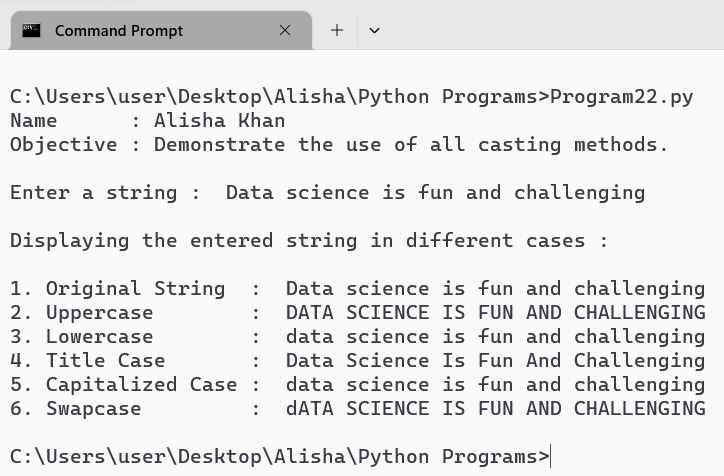 Command Prompt
C:\Users\user\Desktop\Alisha\Python Programs>Program22.py
Name      : Alisha Khan
Objective : Demonstrate the use of all casting methods.
Enter a string :  Data science is fun and challenging
Displaying the entered string in different cases :
1. Original String  :  Data science is fun and challenging
2. Uppercase        :  DATA SCIENCE IS FUN AND CHALLENGING
3. Lowercase        :  data science is fun and challenging
4. Title Case       :  Data Science Is Fun And Challenging
5. Capitalized Case :  data science is fun and challenging
6. Swapcase         :  dATA SCIENCE IS FUN AND CHALLENGING
C:\Users\user\Desktop\Alisha\Python Programs>